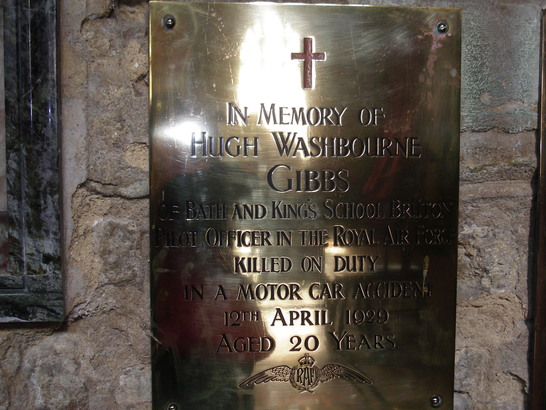 In Memory of
Hugh Washbourne
Gibbs
of Bath and King's School Bruton
Pilot Officer in the Royal Air Force
killed on duty
in a motor car accident
12th April 1929
Aged 20 Years.
RAF